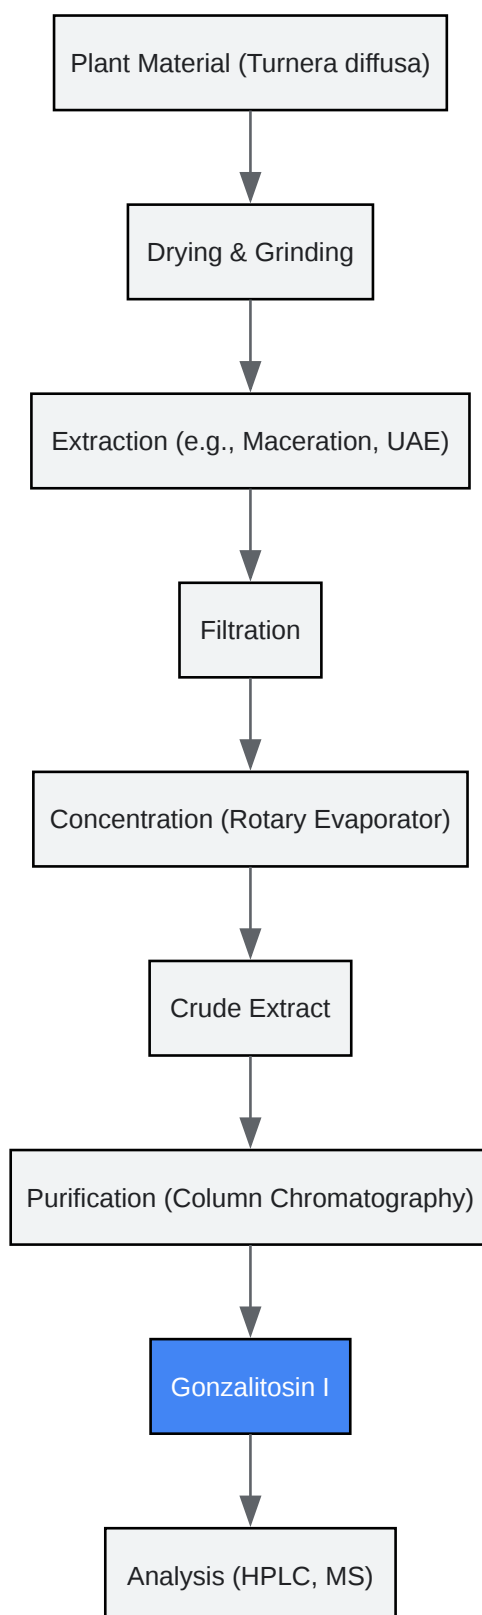 Plant Material (Turnera diffusa)
Drying & Grinding
Extraction (e.g., Maceration, UAE)
Filtration
Concentration (Rotary Evaporator)
Crude Extract
Purification (Column Chromatography)
Gonzalitosin I
Analysis (HPLC, MS)